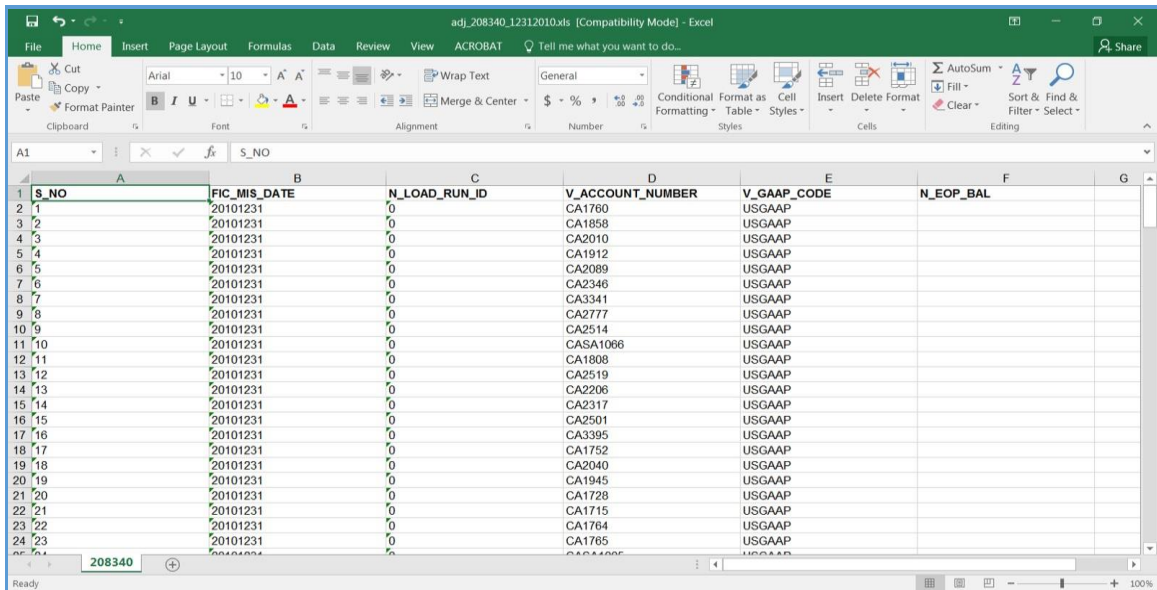 adj_208340_12312010.xls [Compatibility Mode] - Excel
File Home Insert Page Layout Formulas Data Review View ACROBAT Tell me what you want to do... Share
Cut
Copy
Format Painter
Paste
Arial 10
B I U
Wrap Text
Merge & Center
General
$ % ,
Conditional Formatting
Format as Table
Cell Styles
Insert Delete Format
AutoSum
Fill
Clear
Sort & Filter
Find & Select
Clipboard Font Alignment Number Styles Cells Editing
A1 fx S_NO
A B C D E F G
1 S_NO FIC_MIS_DATE N_LOAD_RUN_ID V_ACCOUNT_NUMBER V_GAAP_CODE N_EOP_BAL
2 1 20101231 0 CA1760 USGAAP
3 2 20101231 0 CA1858 USGAAP
4 3 20101231 0 CA2010 USGAAP
5 4 20101231 0 CA1912 USGAAP
6 5 20101231 0 CA2089 USGAAP
7 6 20101231 0 CA2346 USGAAP
8 7 20101231 0 CA3341 USGAAP
9 8 20101231 0 CA2777 USGAAP
10 9 20101231 0 CA2514 USGAAP
11 10 20101231 0 CASA1066 USGAAP
12 11 20101231 0 CA1808 USGAAP
13 12 20101231 0 CA2519 USGAAP
14 13 20101231 0 CA2206 USGAAP
15 14 20101231 0 CA2317 USGAAP
16 15 20101231 0 CA2501 USGAAP
17 16 20101231 0 CA3395 USGAAP
18 17 20101231 0 CA1752 USGAAP
19 18 20101231 0 CA2040 USGAAP
20 19 20101231 0 CA1945 USGAAP
21 20 20101231 0 CA1728 USGAAP
22 21 20101231 0 CA1715 USGAAP
23 22 20101231 0 CA1764 USGAAP
24 23 20101231 0 CA1765 USGAAP
208340
Ready 100%